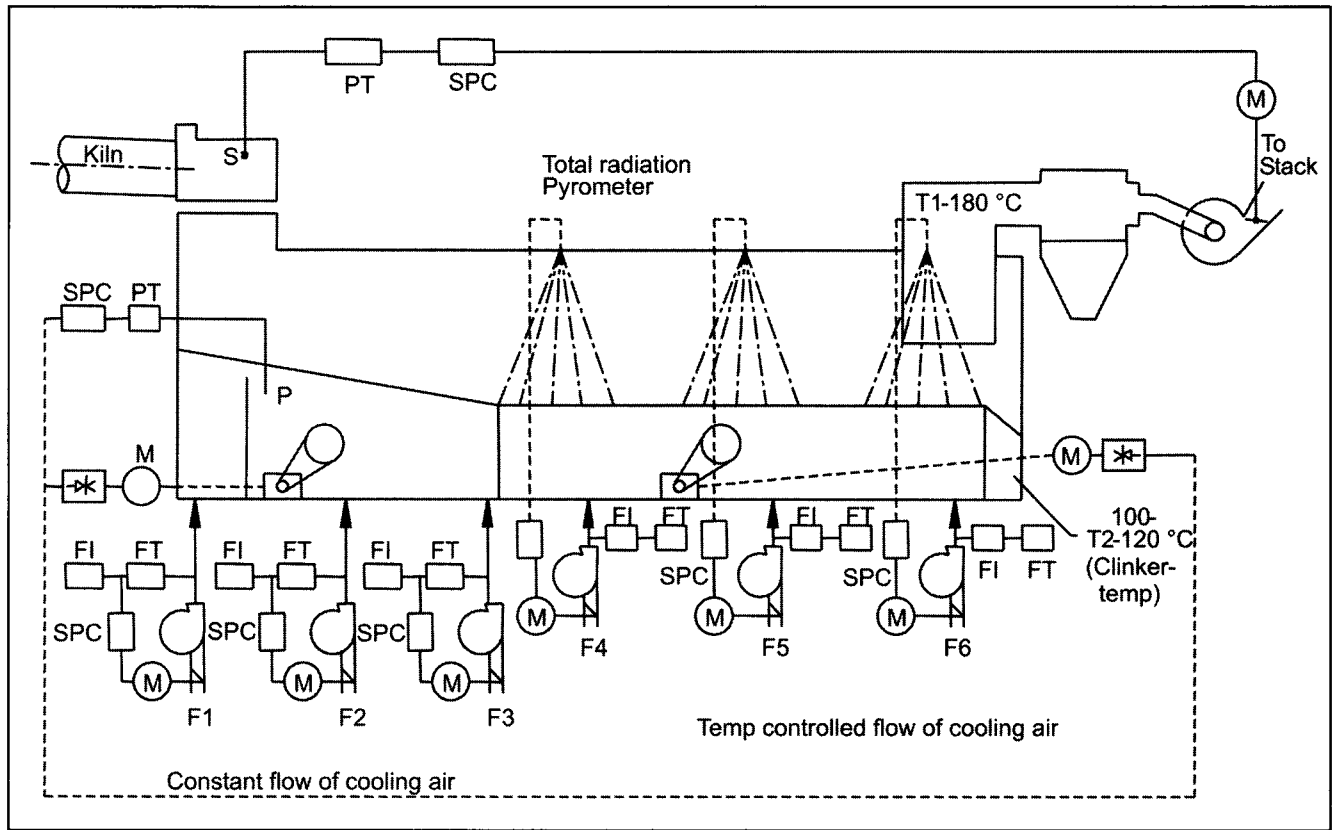 PT
SPC
M
Kiln
S
To
Stack
Total radiation
Pyrometer
T1-180 °C
SPC
PT
P
M
M
FI
FT
FI
FT
FI
FT
FI
FT
FI
FT
FI
FT
100-
T2-120 °C
(Clinker-
temp)
SPC
SPC
SPC
SPC
SPC
M
M
M
M
M
M
F4
F5
F6
F1
F2
F3
Temp controlled flow of cooling air
Constant flow of cooling air